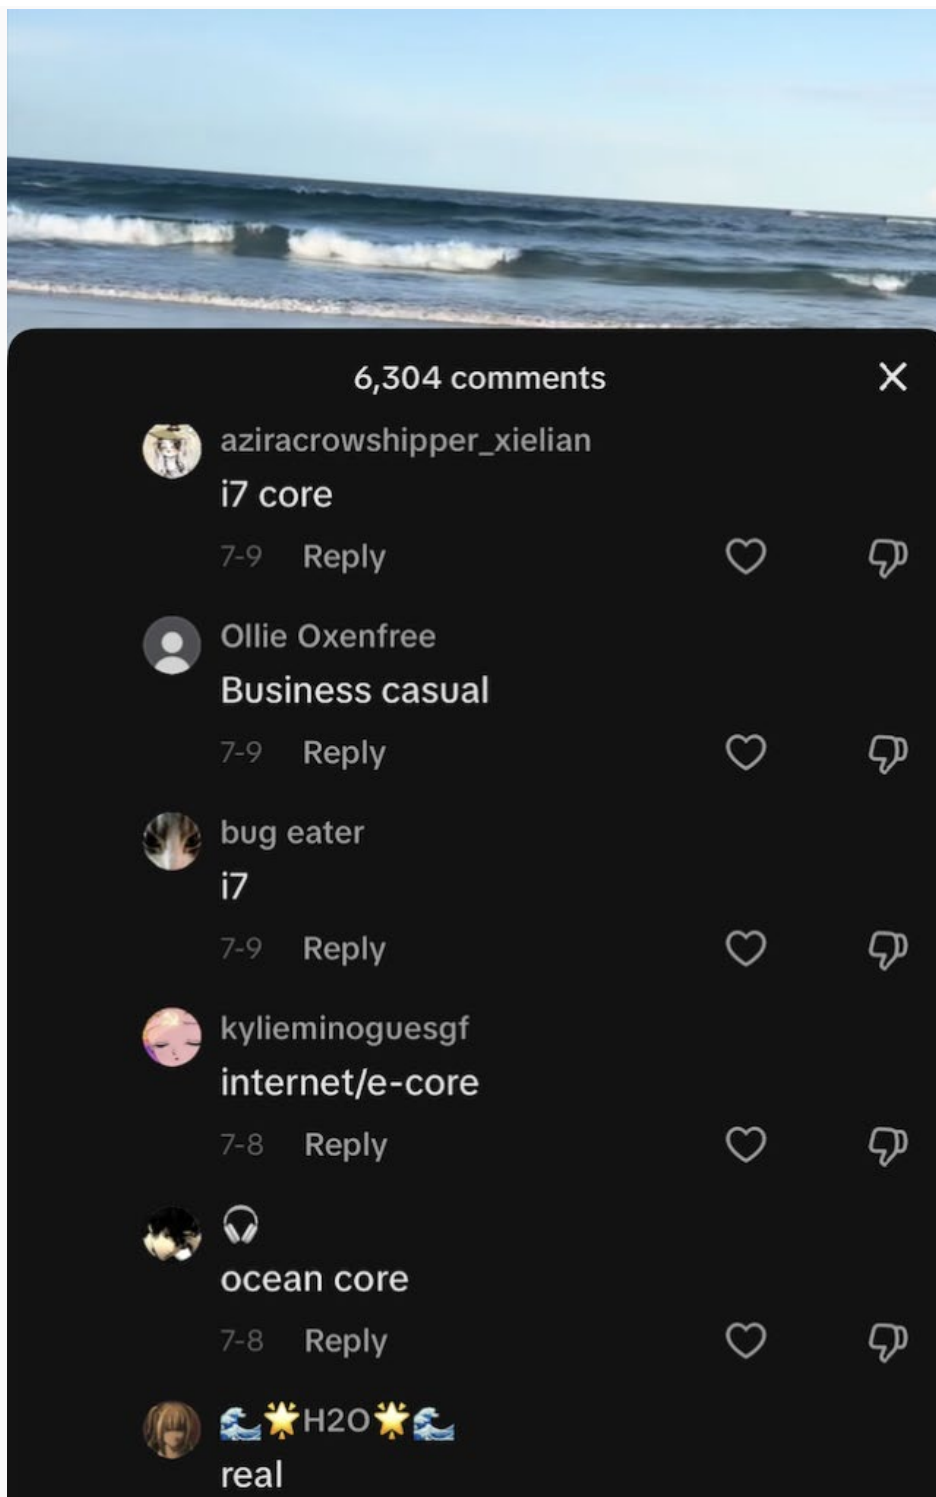 6,304 comments
aziracrowshipper_xielian
i7 core
7-9 Reply
Ollie Oxenfree
Business casual
7-9 Reply
bug eater
i7
7-9 Reply
kylieminoguesgf
internet/e-core
7-8 Reply
🎧
ocean core
7-8 Reply
🌊🌟H2O🌟🌊
real